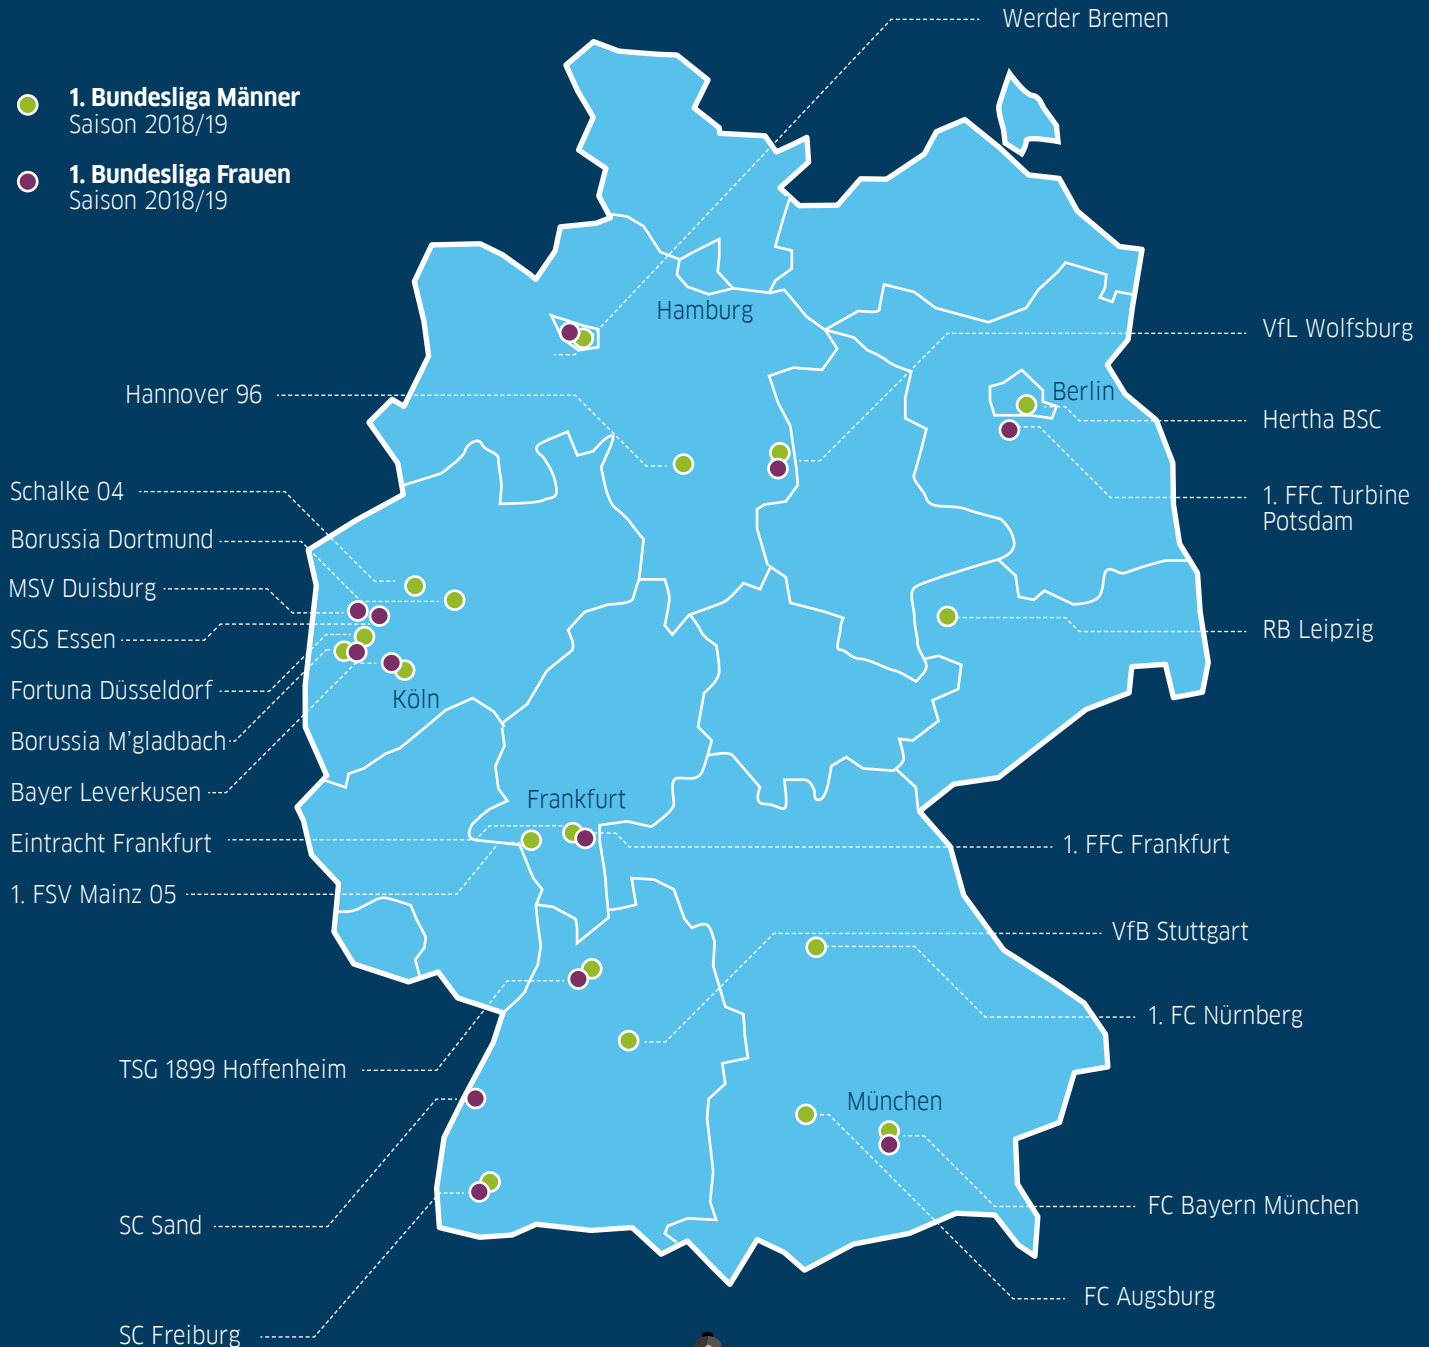 Werder Bremen
1. Bundesliga Männer
Saison 2018/19
1. Bundesliga Frauen
Saison 2018/19
Hamburg
VfL Wolfsburg
Hannover 96
Berlin
Hertha BSC
Schalke 04
1. FFC Turbine
Potsdam
Borussia Dortmund
MSV Duisburg
SGS Essen
RB Leipzig
Fortuna Düsseldorf
Köln
Borussia M'gladbach
Bayer Leverkusen
Frankfurt
Eintracht Frankfurt
1. FFC Frankfurt
1. FSV Mainz 05
VfB Stuttgart
1. FC Nürnberg
TSG 1899 Hoffenheim
München
FC Bayern München
SC Sand
FC Augsburg
SC Freiburg